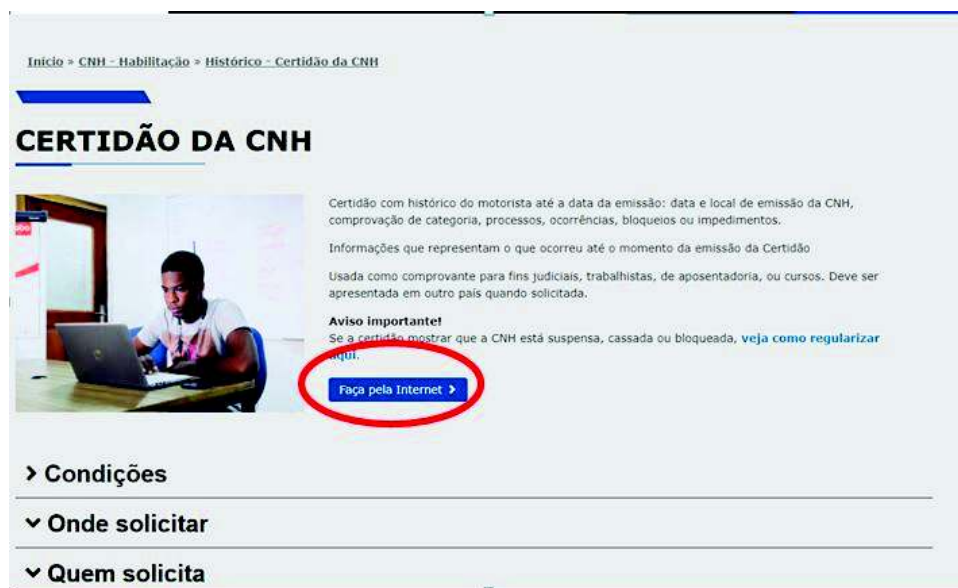 Início » CNH - Habilitação » Histórico - Certidão da CNH
CERTIDÃO DA CNH
Certidão com histórico do motorista até a data da emissão: data e local de emissão da CNH,
comprovação de categoria, processos, ocorrências, bloqueios ou impedimentos.
Informações que representam o que ocorreu até o momento da emissão da Certidão
Usada como comprovante para fins judiciais, trabalhistas, de aposentadoria, ou cursos. Deve ser
apresentada em outro país quando solicitada.
Aviso importante!
Se a certidão mostrar que a CNH está suspensa, cassada ou bloqueada, veja como regularizar
aqui.
Faça pela Internet
Condições
Onde solicitar
Quem solicita